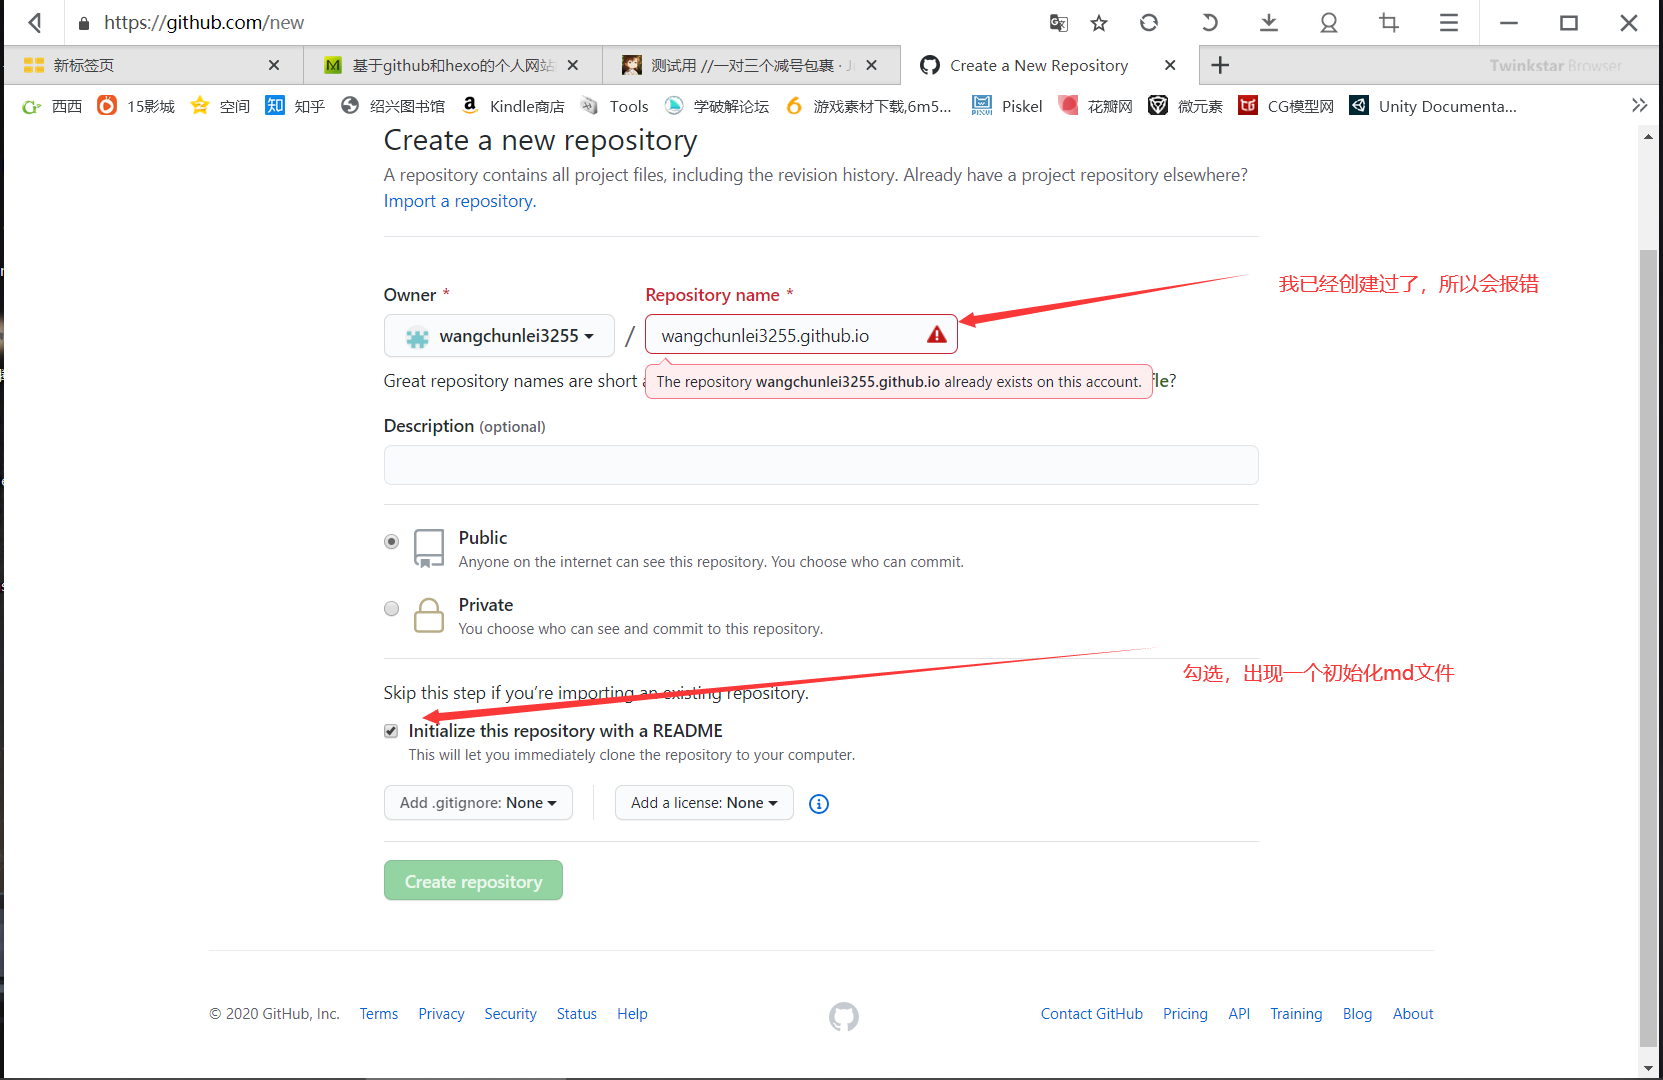 https://github.com/new
新标签页
基于github和hexo的个人网站
测试用 //一对三个减号包裹 ·
Create a New Repository
Twinkstar Browser
西西
15影城
空间
知乎
绍兴图书馆
Kindle商店
Tools
学破解论坛
游戏素材下载,6m5...
Piskel
花瓣网
微元素
CG模型网
Unity Documenta...
Create a new repository
A repository contains all project files, including the revision history. Already have a project repository elsewhere?
Import a repository.
Owner *
Repository name *
我已经创建过了，所以会报错
wangchunlei3255 / wangchunlei3255.github.io
Great repository names are short
The repository wangchunlei3255.github.io already exists on this account.
fle?
Description (optional)
Public
Anyone on the internet can see this repository. You choose who can commit.
Private
You choose who can see and commit to this repository.
勾选，出现一个初始化md文件
Skip this step if you’re importing an existing repository.
Initialize this repository with a README
This will let you immediately clone the repository to your computer.
Add .gitignore: None
Add a license: None
Create repository
© 2020 GitHub, Inc.
Terms
Privacy
Security
Status
Help
Contact GitHub
Pricing
API
Training
Blog
About